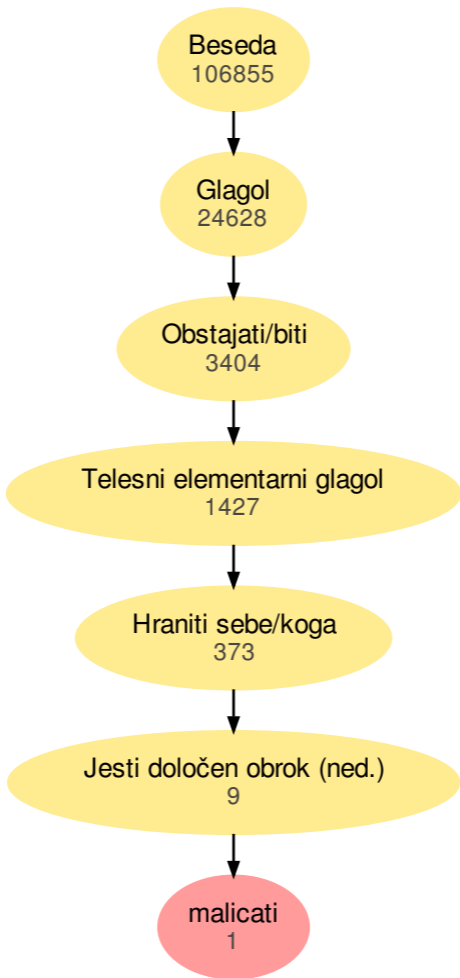 Beseda
106855
Glagol
24628
Obstajati/biti
3404
Telesni elementarni glagol
1427
Hraniti sebe/koga
373
Jesti določen obrok (ned.)
9
malicati
1